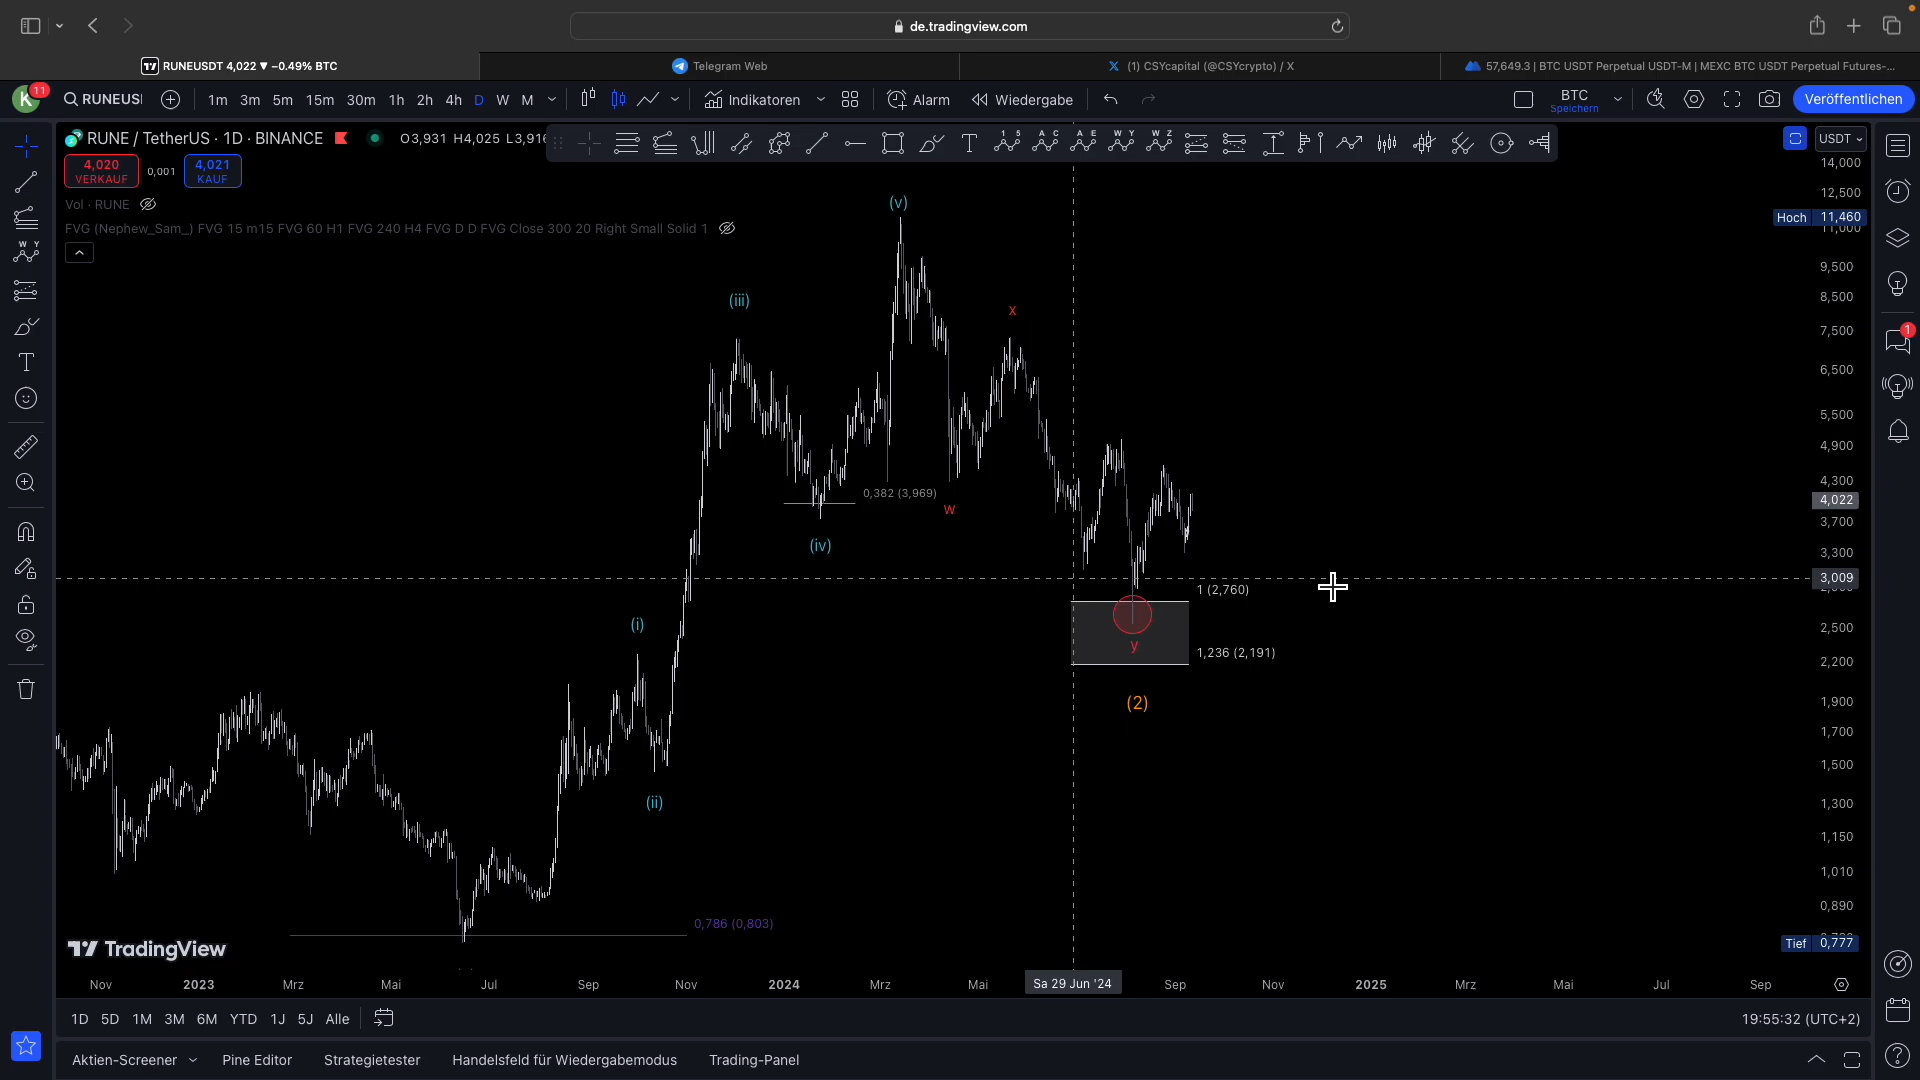 de.tradingview.com
RUNEUSDT 4,022 ▼ −0.49% BTC
Telegram Web
(1) CSYcapital (@CSYcrypto) / X
57,649.3 | BTC USDT Perpetual USDT-M | MEXC BTC USDT Perpetual Futures-...
K 11
RUNEUS
1m 3m 5m 15m 30m 1h 2h 4h D W M
Indikatoren
Alarm
Wiedergabe
BTC
Speichern
Veröffentlichen
RUNE / TetherUS · 1D · BINANCE
O3,931 H4,025 L3,916
USDT
4,020
VERKAUF
0,001
4,021
KAUF
Vol · RUNE
FVG (Nephew_Sam_) FVG 15 m15 FVG 60 H1 FVG 240 H4 FVG D D FVG Close 300 20 Right Small Solid 1
14,000
12,500
Hoch 11,460
11,000
9,500
8,500
7,500
6,500
5,500
4,900
4,300
4,022
3,700
3,300
3,009
2,500
2,200
1,900
1,700
1,500
1,300
1,150
1,010
0,890
Tief 0,777
(v)
(iii)
x
0,382 (3,969)
w
(iv)
1 (2,760)
(i)
y
1,236 (2,191)
(2)
(ii)
0,786 (0,803)
TradingView
Nov 2023 Mrz Mai Jul Sep Nov 2024 Mrz Mai Sa 29 Jun '24 Sep Nov 2025 Mrz Mai Jul Sep
1D 5D 1M 3M 6M YTD 1J 5J Alle
19:55:32 (UTC+2)
Aktien-Screener
Pine Editor
Strategietester
Handelsfeld für Wiedergabemodus
Trading-Panel
1